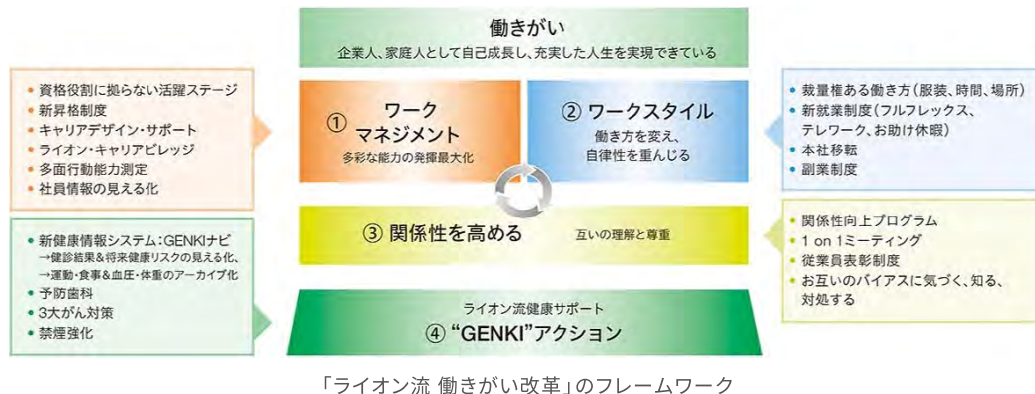 働きがい
企業人、家庭人として自己成長し、充実した人生を実現できている
資格役割に拠らない活躍ステージ
新昇格制度
キャリアデザイン・サポート
ライオン・キャリアビレッジ
多面行動能力測定
社員情報の見える化
① ワーク
マネジメント
多彩な能力の発揮最大化
② ワークスタイル
働き方を変え、
自律性を重んじる
裁量権ある働き方(服装、時間、場所)
新就業制度(フルフレックス、
テレワーク、お助け休暇)
本社移転
副業制度
③ 関係性を高める 互いの理解と尊重
関係性向上プログラム
1 on 1ミーティング
従業員表彰制度
お互いのバイアスに気づく、知る、
対処する
新健康情報システム:GENKIナビ
→健診結果&将来健康リスクの見える化、
→運動・食事&血圧・体重のアーカイブ化
予防歯科
3大がん対策
禁煙強化
ライオン流健康サポート
④ “GENKI”アクション
「ライオン流 働きがい改革」のフレームワーク